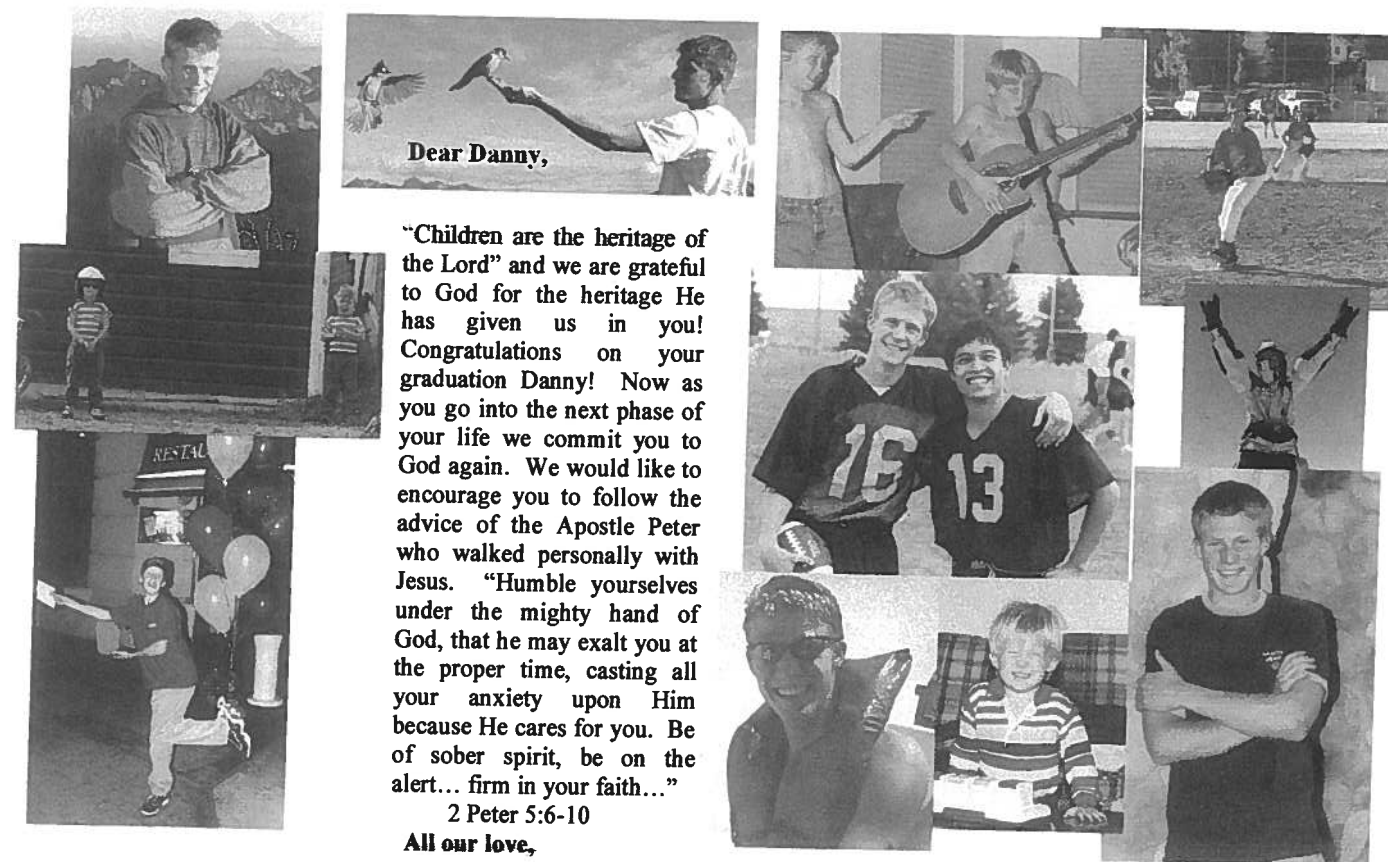 Dear Danny,
“Children are the heritage of
the Lord” and we are grateful
to God for the heritage He
has given us in you!
Congratulations on your
graduation Danny! Now as
you go into the next phase of
your life we commit you to
God again. We would like to
encourage you to follow the
advice of the Apostle Peter
who walked personally with
Jesus. “Humble yourselves
under the mighty hand of
God, that he may exalt you at
the proper time, casting all
your anxiety upon Him
because He cares for you. Be
of sober spirit, be on the
alert… firm in your faith…”
2 Peter 5:6-10
All our love,
RESTAU
16
13